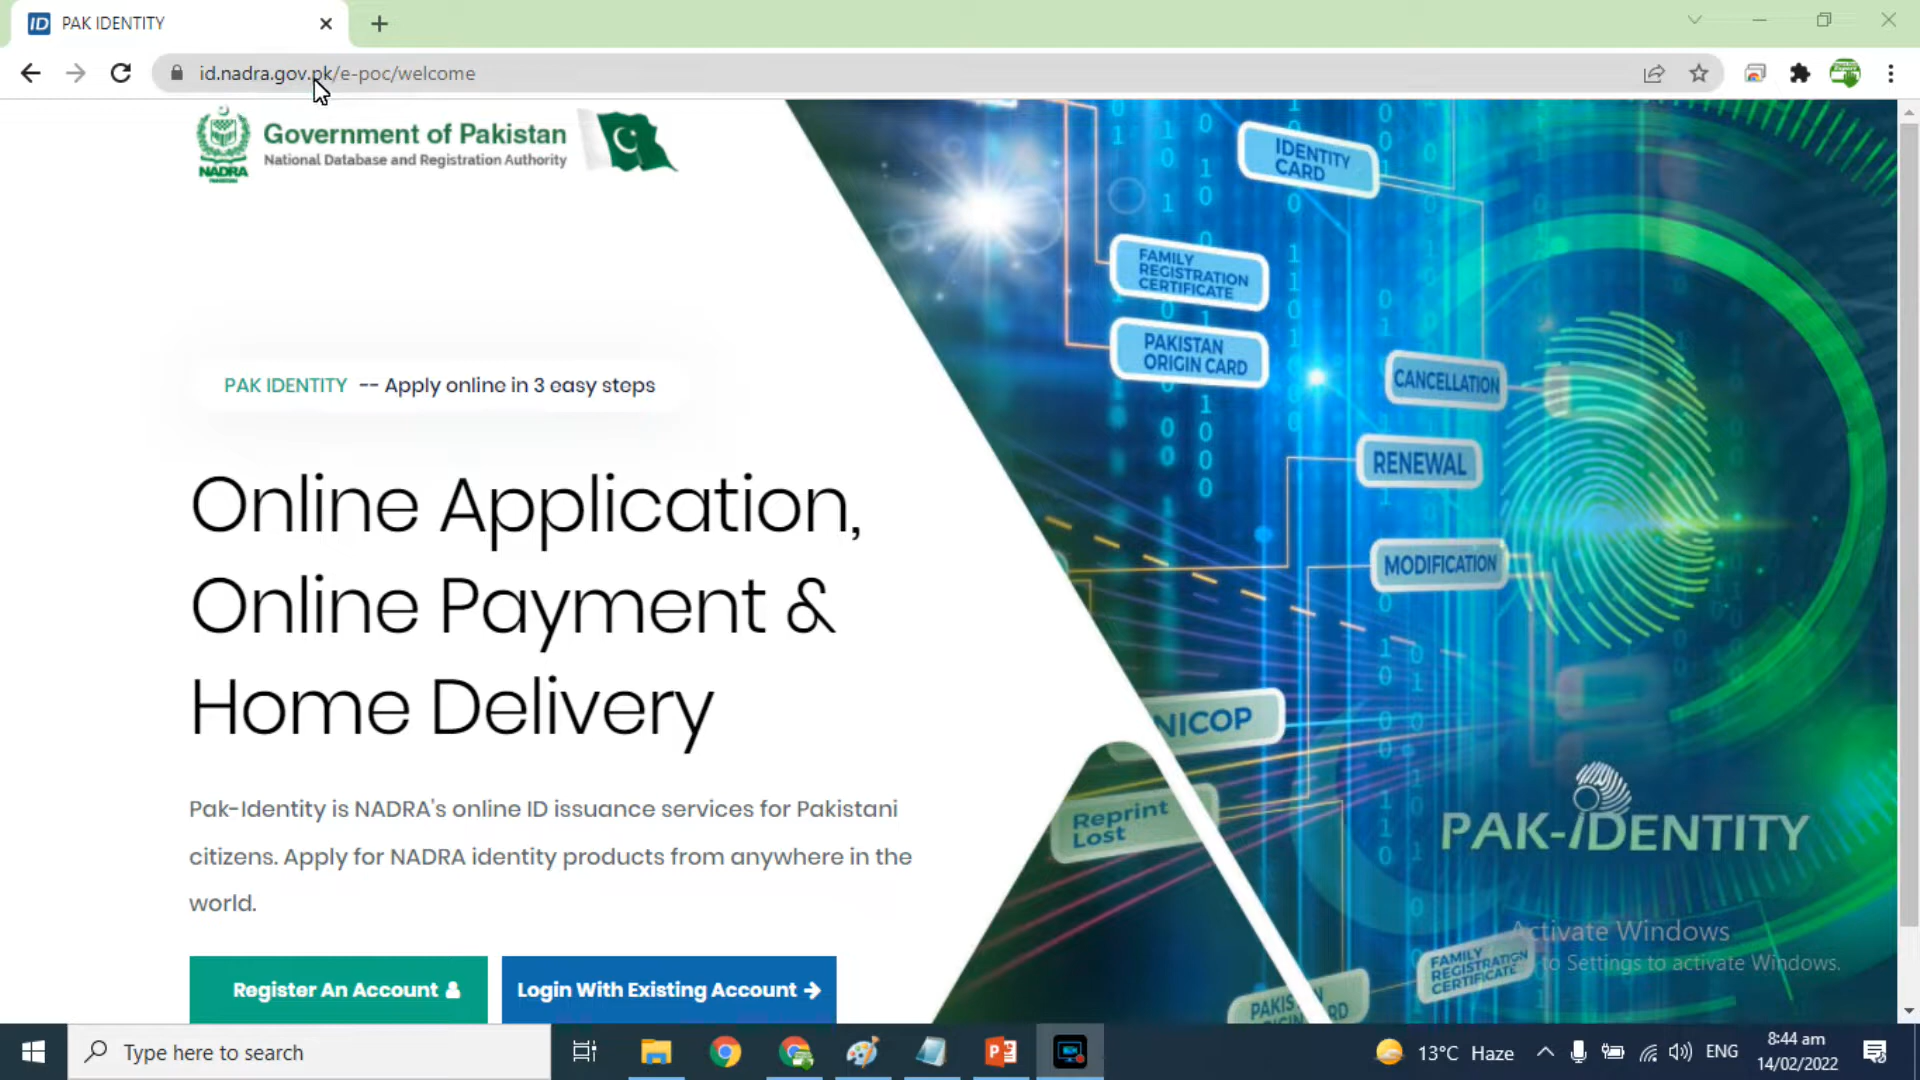 PAK IDENTITY
id.nadra.gov.pk/e-poc/welcome
NADRA
Government of Pakistan
National Database and Registration Authority
PAK IDENTITY -- Apply online in 3 easy steps
Online Application,
Online Payment &
Home Delivery
Pak-Identity is NADRA's online ID issuance services for Pakistani
citizens. Apply for NADRA identity products from anywhere in the
world.
Register An Account
Login With Existing Account
IDENTITY
CARD
FAMILY
REGISTRATION
CERTIFICATE
PAKISTAN
ORIGIN CARD
CANCELLATION
RENEWAL
MODIFICATION
NICOP
Reprint
Lost
PAK-IDENTITY
Activate Windows
to Settings to activate Windows.
FAMILY
REGISTRATION
CERTIFICATE
Type here to search
13°C Haze
ENG
8:44 am
14/02/2022